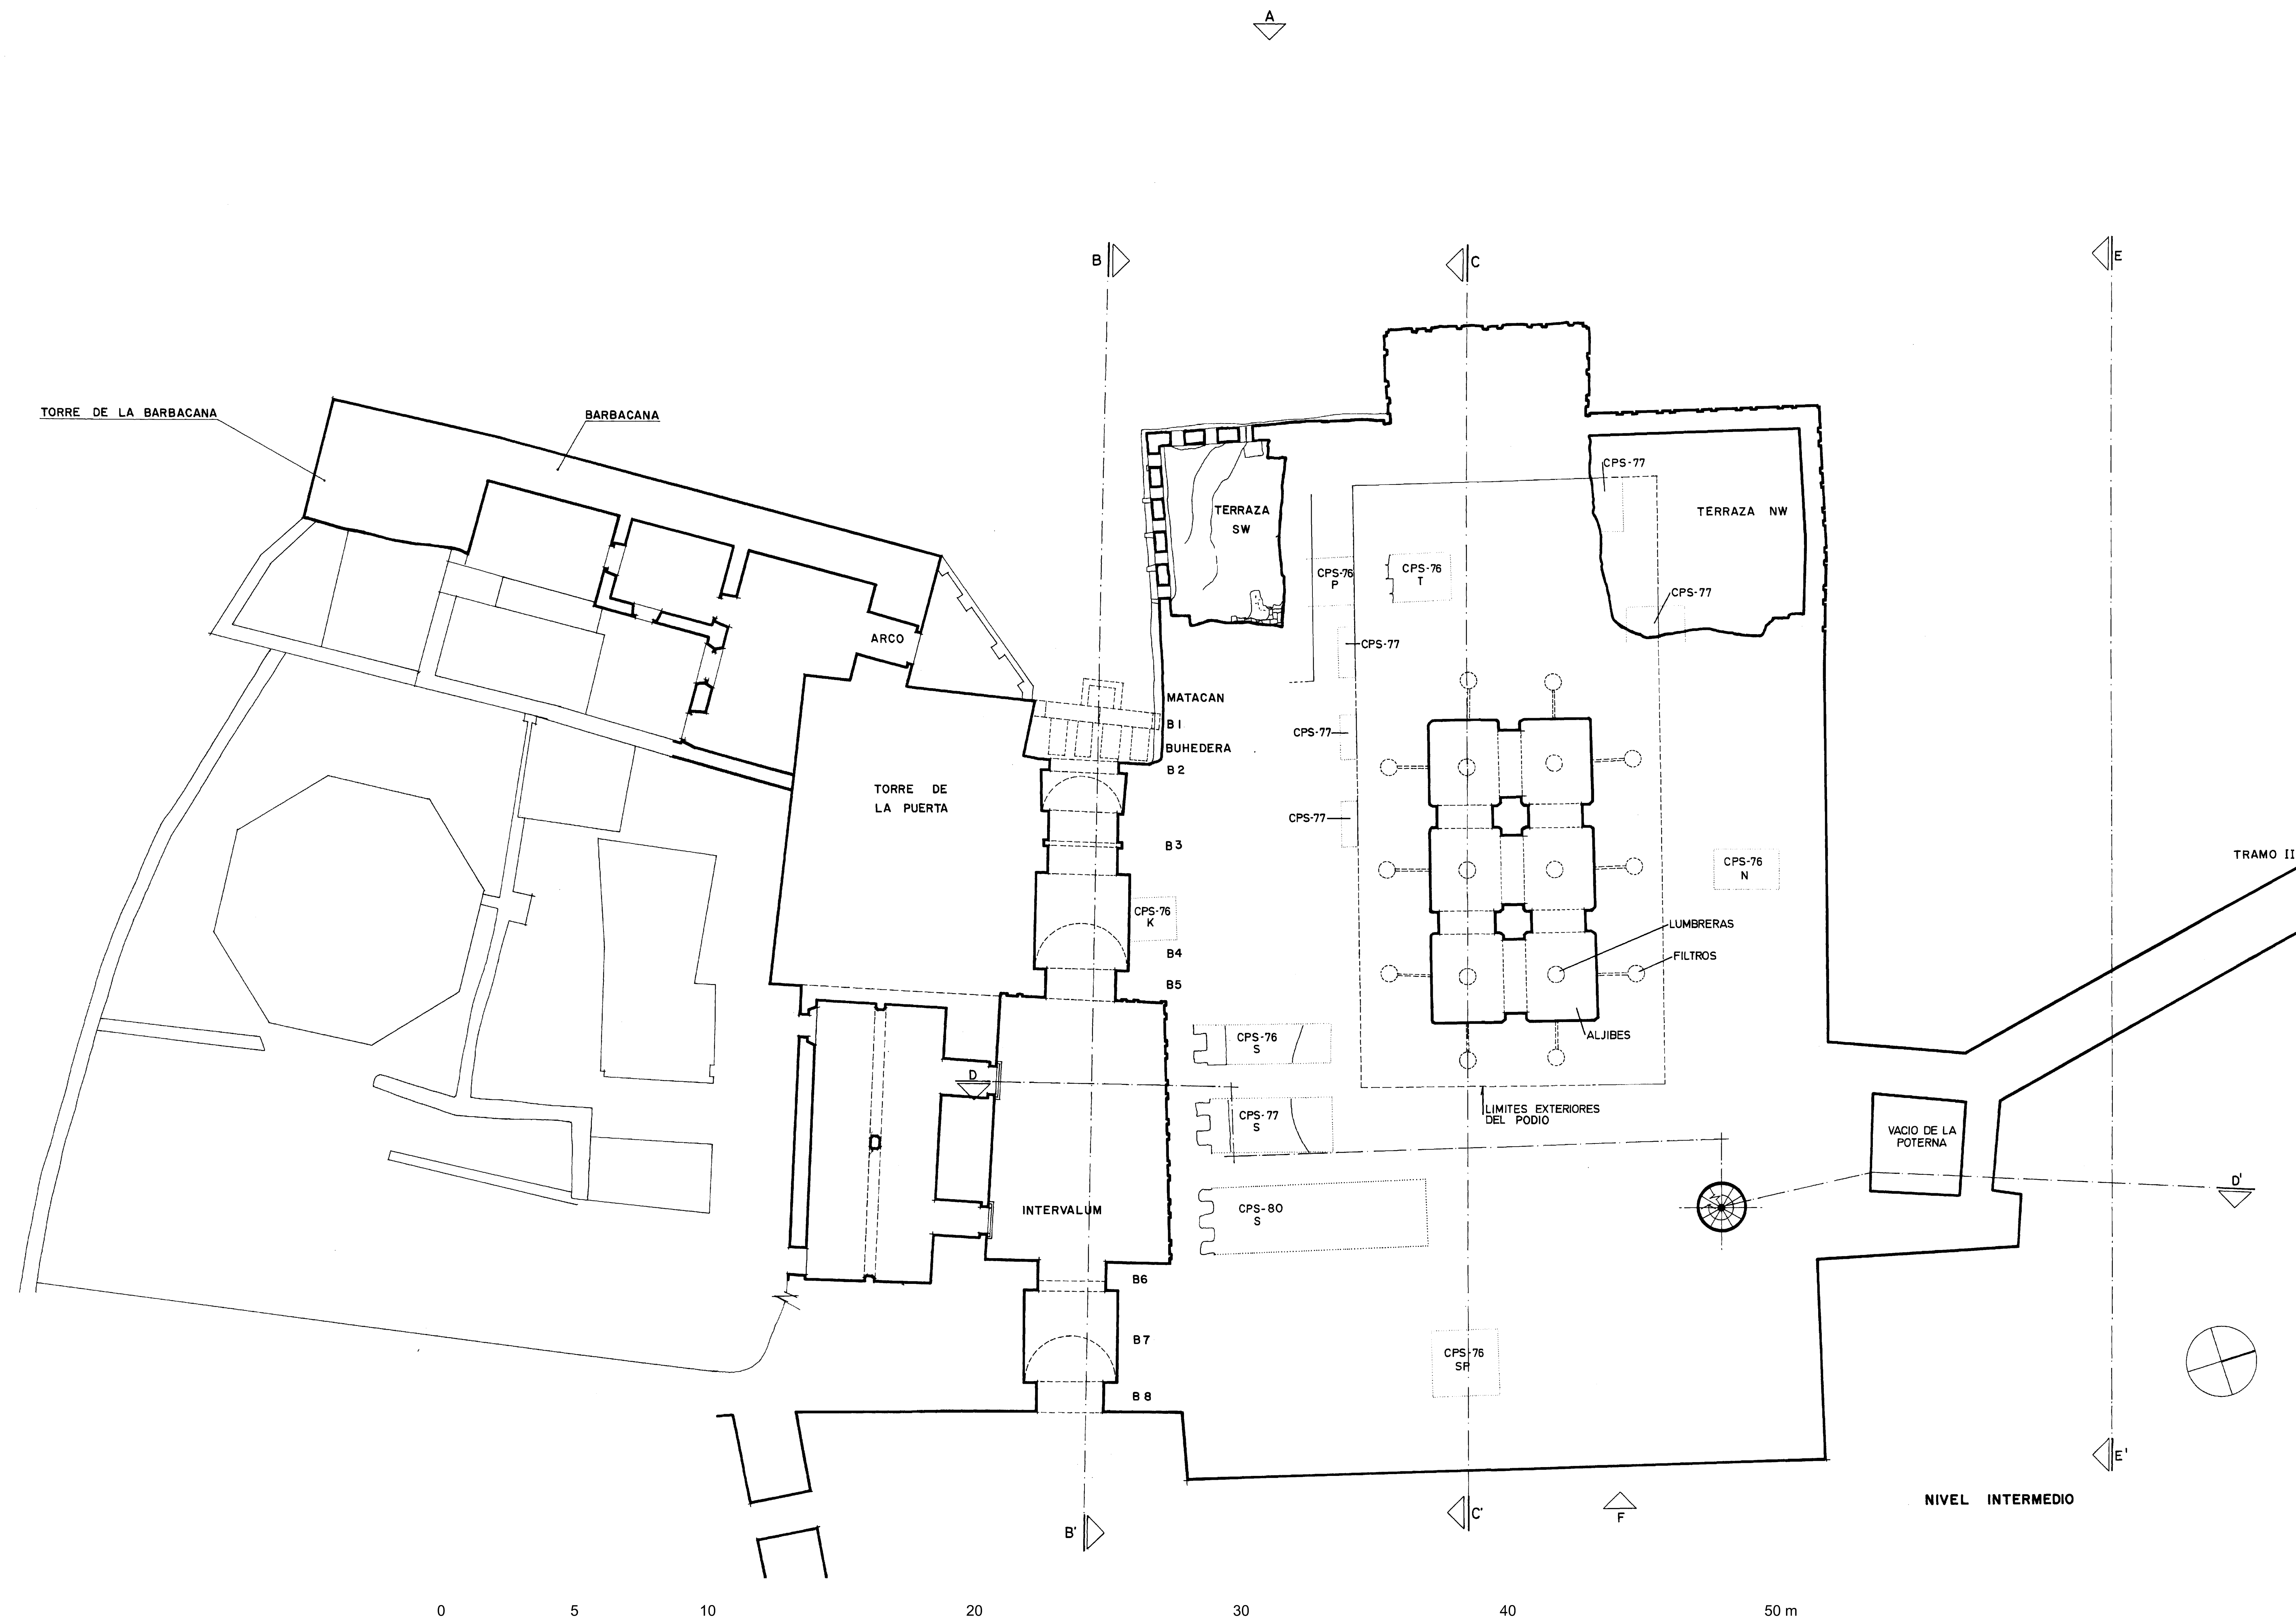 A
B
C
E
TORRE DE LA BARBACANA
BARBACANA
CPS-77
TERRAZA
SW
TERRAZA NW
CPS-76
P
CPS-76
T
CPS-77
ARCO
CPS-77
MATACAN
B1
BUHEDERA
B2
CPS-77
TORRE DE
LA PUERTA
CPS-77
B3
TRAMO II
CPS-76
N
CPS-76
K
LUMBRERAS
B4
FILTROS
B5
CPS-76
S
ALJIBES
D
LIMITES EXTERIORES
DEL PODIO
CPS-77
S
VACIO DE LA
POTERNA
D'
INTERVALUM
CPS-80
S
B6
B7
CPS-76
SP
B8
E'
NIVEL INTERMEDIO
C'
F
B'
0 5 10 20 30 40 50 m